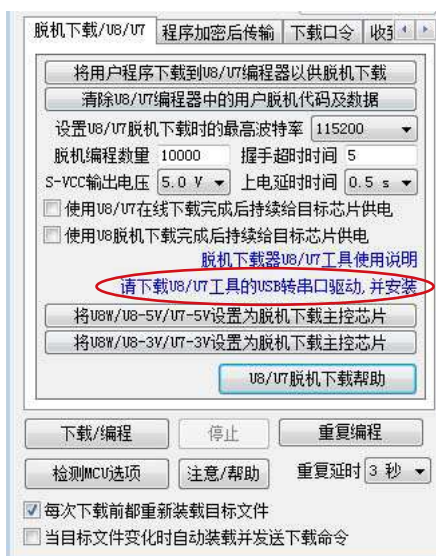 脱机下载/U8/U7 程序加密后传输 下载口令
将用户程序下载到U8/U7编程器以供脱机下载
清除U8/U7编程器中的用户脱机代码及数据
设置U8/U7脱机下载时的最高波特率 115200
脱机编程数量 10000 握手超时时间 5
S-VCC输出电压 5.0 V 上电延时时间 0.5 s
使用U8/U7在线下载完成后持续给目标芯片供电
使用U8脱机下载完成后持续给目标芯片供电
脱机下载器U8/U7工具使用说明
请下载U8/U7工具的USB转串口驱动,并安装
将U8W/U8-5V/U7-5V设置为脱机下载主控芯片
将U8W/U8-3V/U7-3V设置为脱机下载主控芯片
U8/U7脱机下载帮助
下载/编程 停止 重复编程
检测MCU选项 注意/帮助 重复延时 3 秒
每次下载前都重新装载目标文件
当目标文件变化时自动装载并发送下载命令